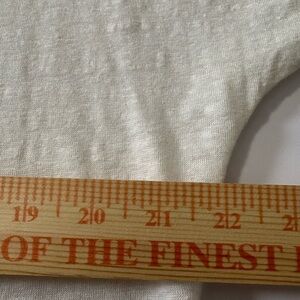 19 20 21 22
OF THE FINEST